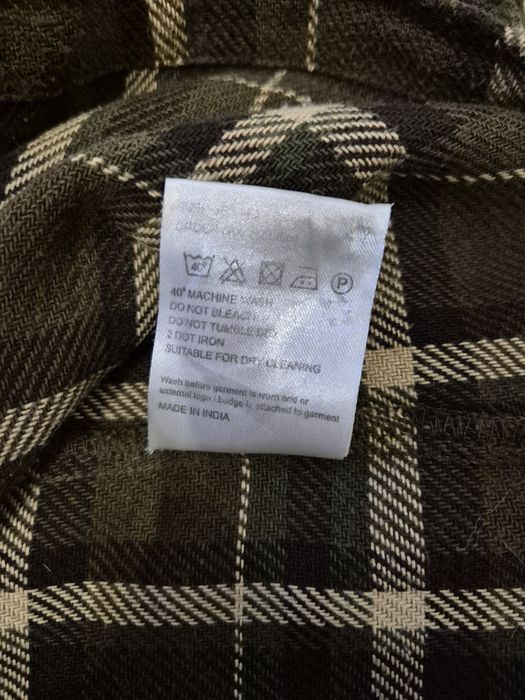 40°
P
40° MACHINE WASH
DO NOT BLEACH
DO NOT TUMBLE DRY
2 DOT IRON
SUITABLE FOR DRY CLEANING
Wash before garment is worn and or
external logo / badge is attached to garment
MADE IN INDIA